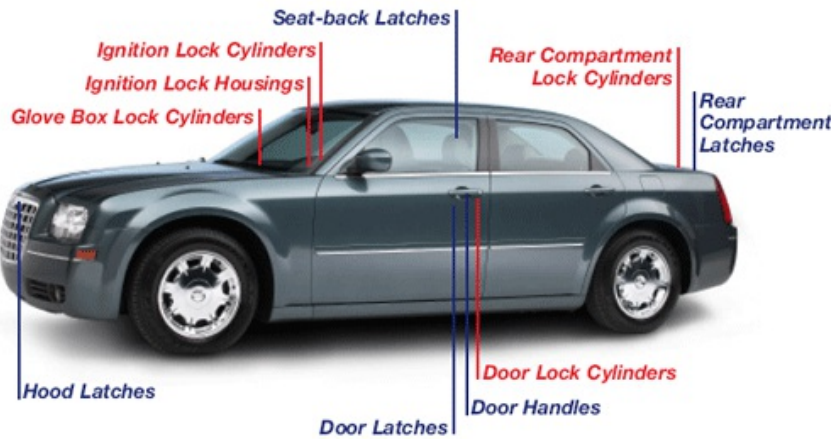 Seat-back Latches
Ignition Lock Cylinders
Ignition Lock Housings
Glove Box Lock Cylinders
Rear Compartment
Lock Cylinders
Rear
Compartment
Latches
Door Lock Cylinders
Hood Latches
Door Handles
Door Latches